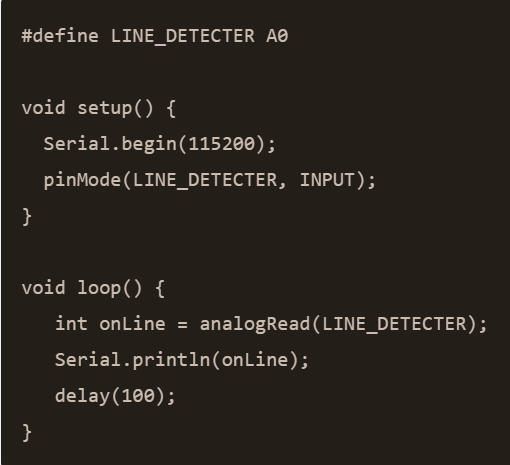 #define LINE_DETECTER A0
void setup() {
  Serial.begin(115200);
  pinMode(LINE_DETECTER, INPUT);
}
void loop() {
   int onLine = analogRead(LINE_DETECTER);
   Serial.println(onLine);
   delay(100);
}